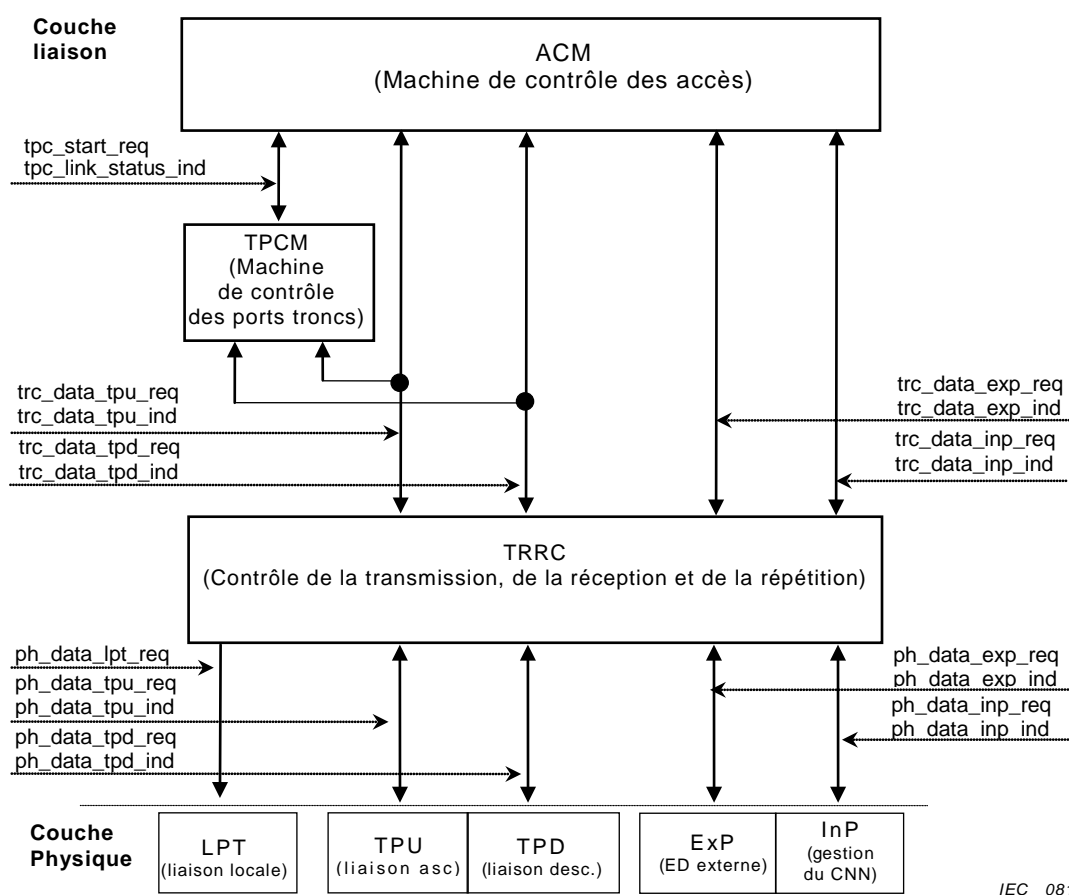 Couche
liaison
ACM
(Machine de contrôle des accès)
tpc_start_req
tpc_link_status_ind
TPCM
(Machine
de contrôle
des ports troncs)
trc_data_tpu_req
trc_data_tpu_ind
trc_data_tpd_req
trc_data_tpd_ind
trc_data_exp_req
trc_data_exp_ind
trc_data_inp_req
trc_data_inp_ind
TRRC
(Contrôle de la transmission, de la réception et de la répétition)
ph_data_lpt_req
ph_data_tpu_req
ph_data_tpu_ind
ph_data_tpd_req
ph_data_tpd_ind
ph_data_exp_req
ph_data_exp_ind
ph_data_inp_req
ph_data_inp_ind
Couche
Physique
LPT
(liaison locale)
TPU
(liaison asc)
TPD
(liaison desc.)
ExP
(ED externe)
InP
(gestion
du CNN)
IEC